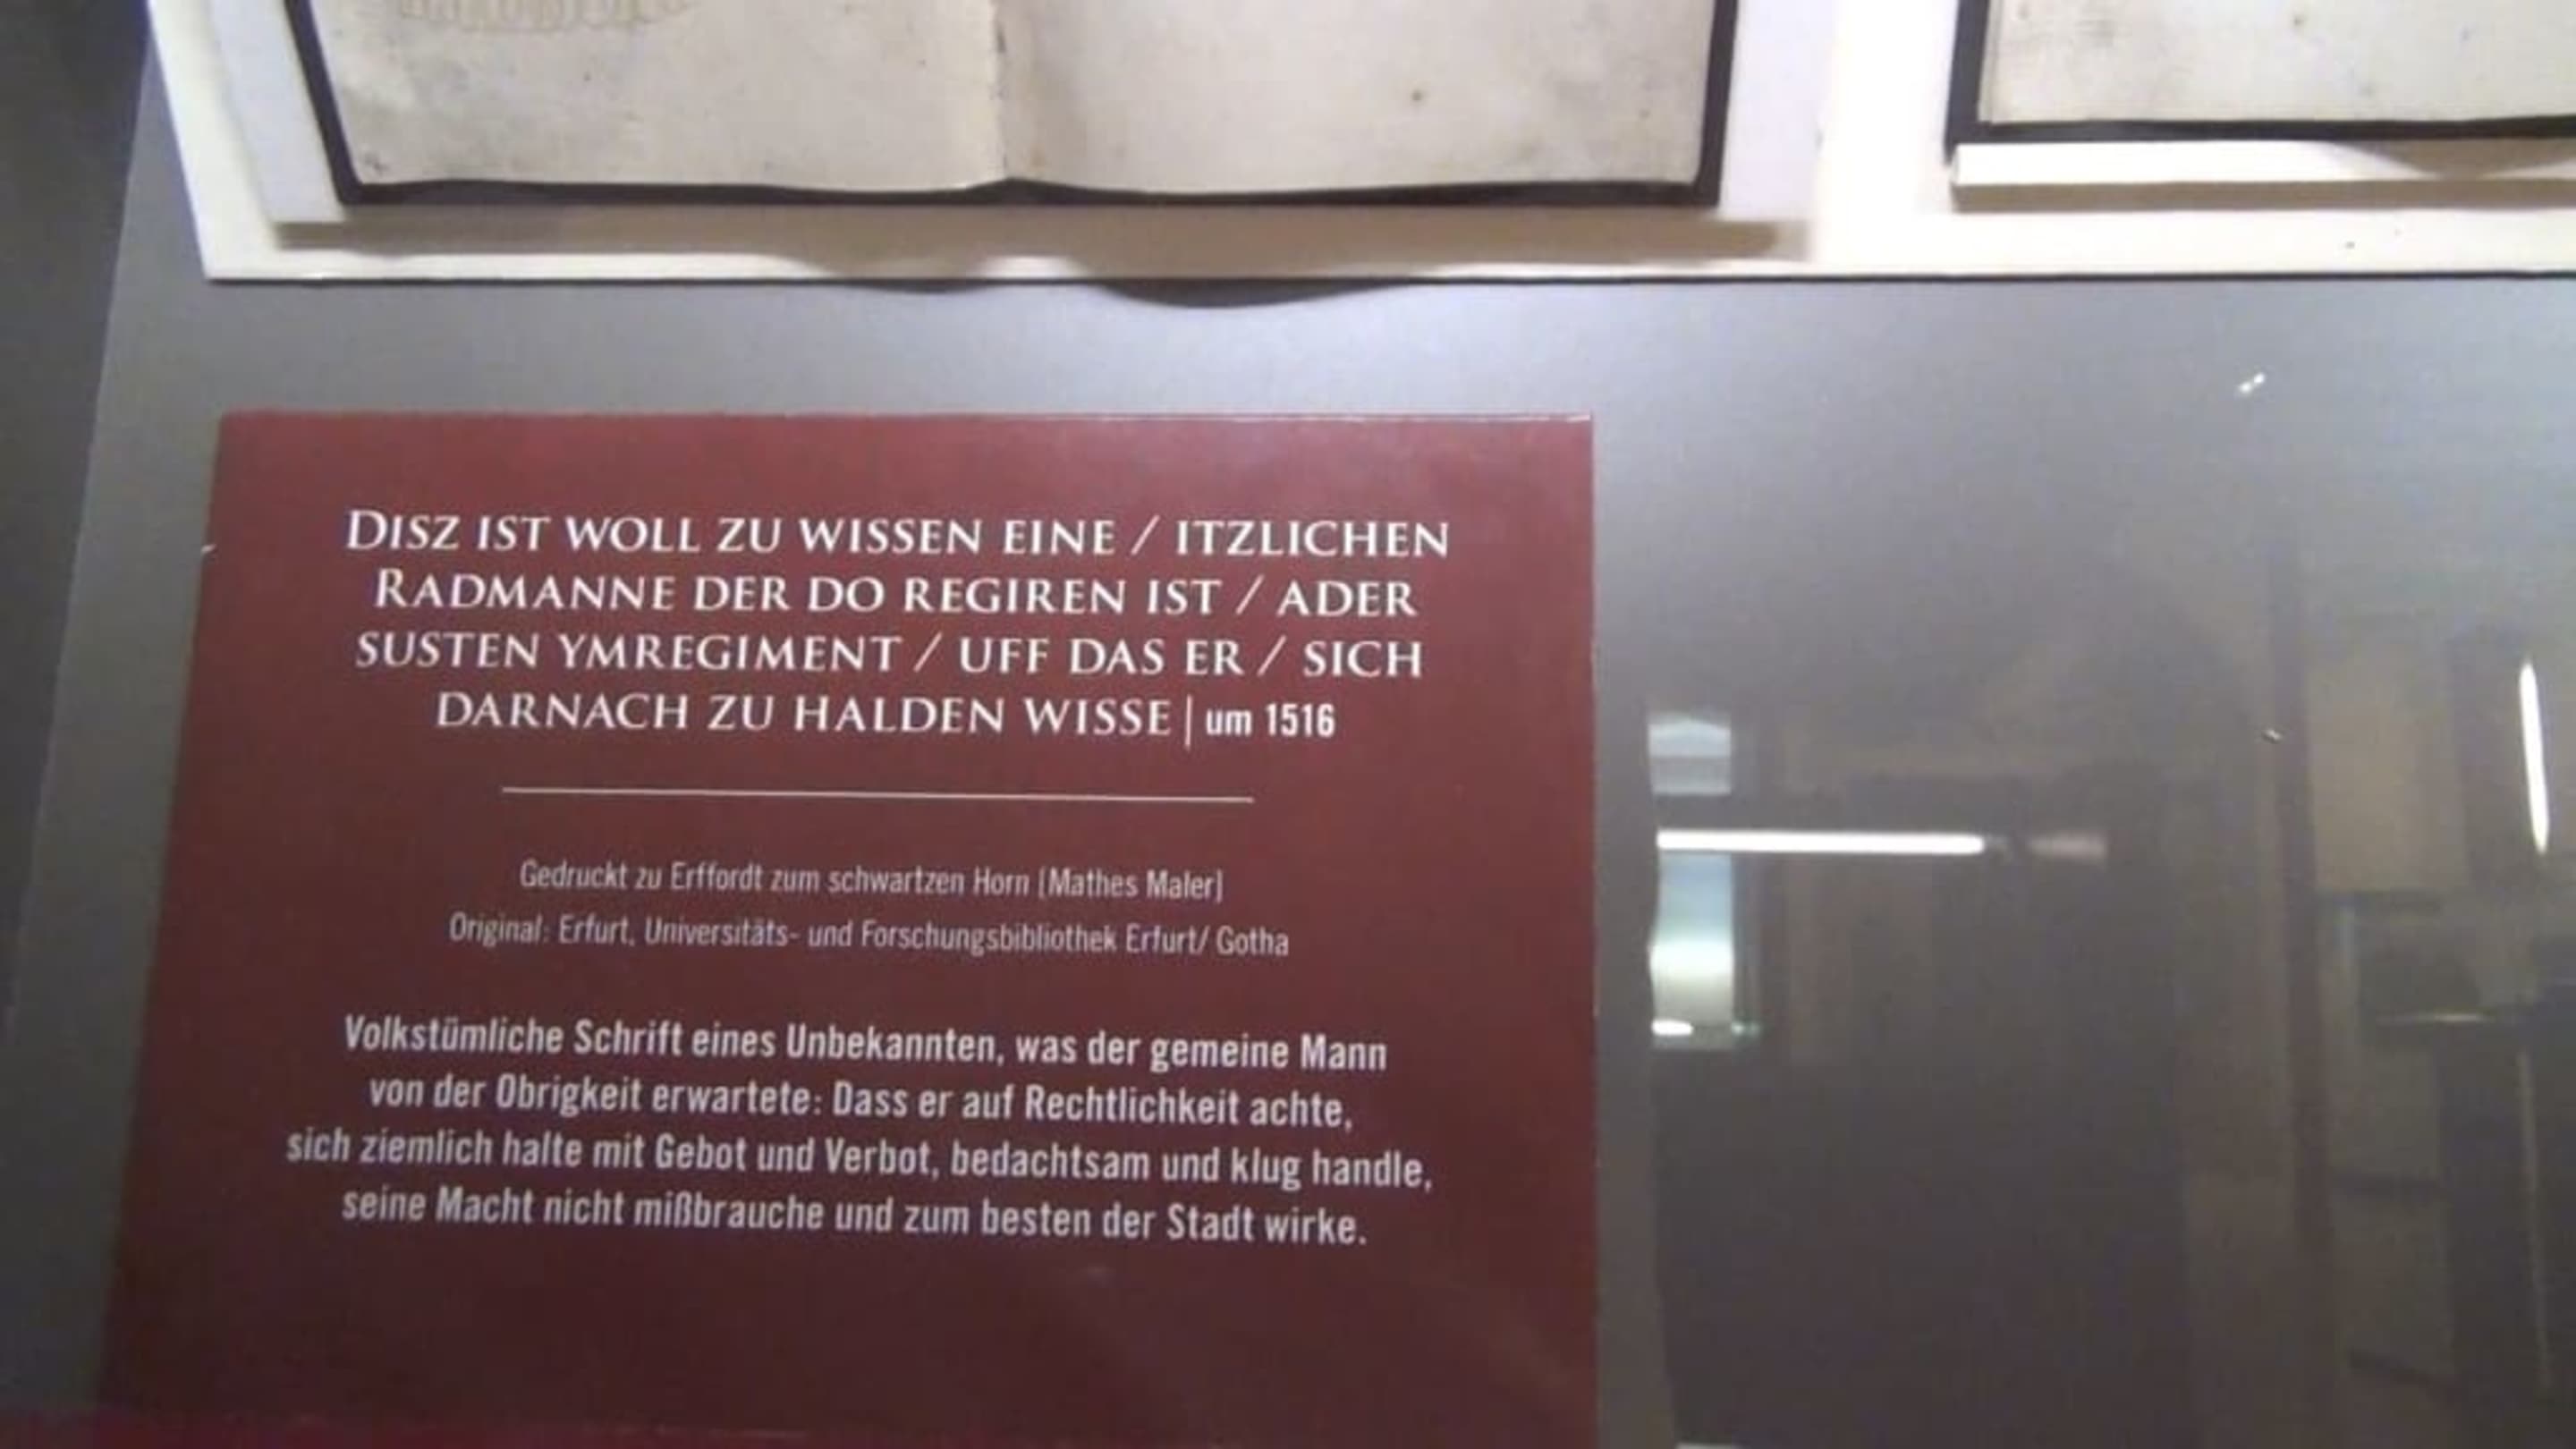 DISZ IST WOLL ZU WISSEN EINE / ITZLICHEN
RADMANNE DER DO REGIREN IST / ADER
SUSTEN YMREGIMENT / UFF DAS ER / SICH
DARNACH ZU HALDEN WISSE | um 1516
Gedruckt zu Erffordt zum schwartzen Horn [Mathes Maler]
Original: Erfurt, Universitäts- und Forschungsbibliothek Erfurt/ Gotha
Volkstümliche Schrift eines Unbekannten, was der gemeine Mann
von der Obrigkeit erwartete: Dass er auf Rechtlichkeit achte,
sich ziemlich halte mit Gebot und Verbot, bedachtsam und klug handle,
seine Macht nicht mißbrauche und zum besten der Stadt wirke.